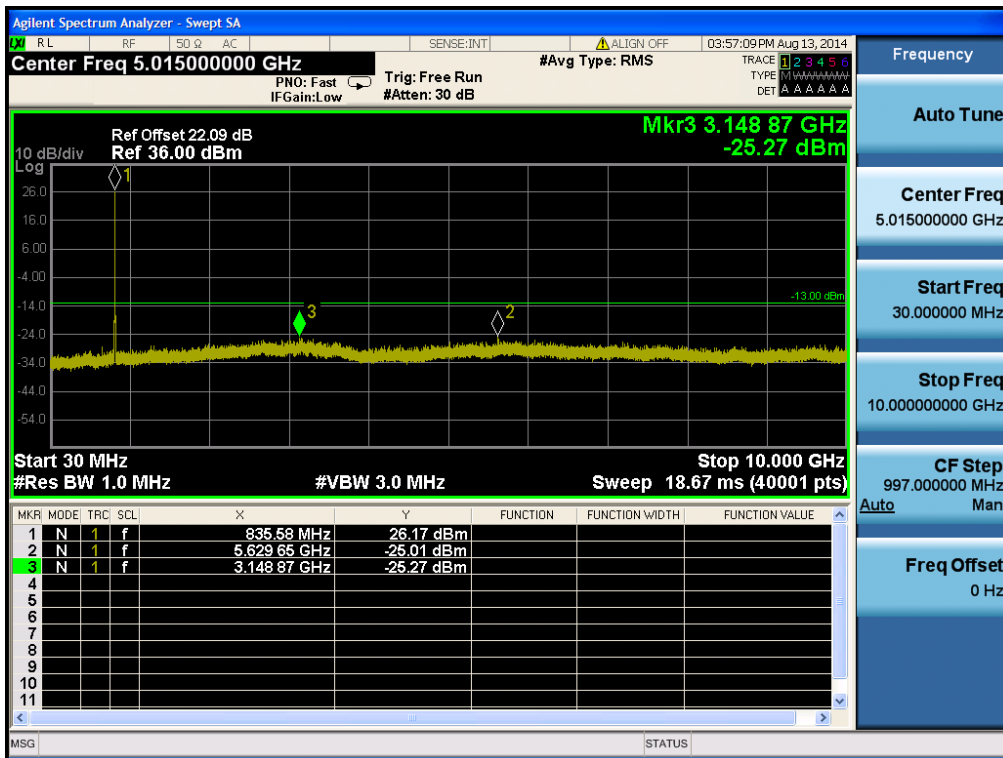 Agilent Spectrum Analyzer - Swept SA
LXI RL RF 50 Ω AC SENSE:INT ALIGN OFF 03:57:09 PM Aug 13, 2014
Center Freq 5.015000000 GHz
PNO: Fast
IFGain:Low
Trig: Free Run
#Atten: 30 dB
#Avg Type: RMS
TRACE 1 2 3 4 5 6
TYPE M
DET A A A A A A
Mkr3 3.148 87 GHz
-25.27 dBm
Ref Offset 22.09 dB
10 dB/div Ref 36.00 dBm
Log
1
26.0
16.0
6.00
-4.00
-13.00 dBm
-14.0
3 2
-24.0
-34.0
-44.0
-54.0
Start 30 MHz Stop 10.000 GHz
#Res BW 1.0 MHz #VBW 3.0 MHz Sweep 18.67 ms (40001 pts)
MKR MODE TRC SCL X Y FUNCTION FUNCTION WIDTH FUNCTION VALUE
1 N 1 f 835.58 MHz 26.17 dBm
2 N 1 f 5.629 65 GHz -25.01 dBm
3 N 1 f 3.148 87 GHz -25.27 dBm
4
5
6
7
8
9
10
11
MSG STATUS
Frequency
Auto Tune
Center Freq
5.015000000 GHz
Start Freq
30.000000 MHz
Stop Freq
10.000000000 GHz
CF Step
997.000000 MHz
Auto Man
Freq Offset
0 Hz